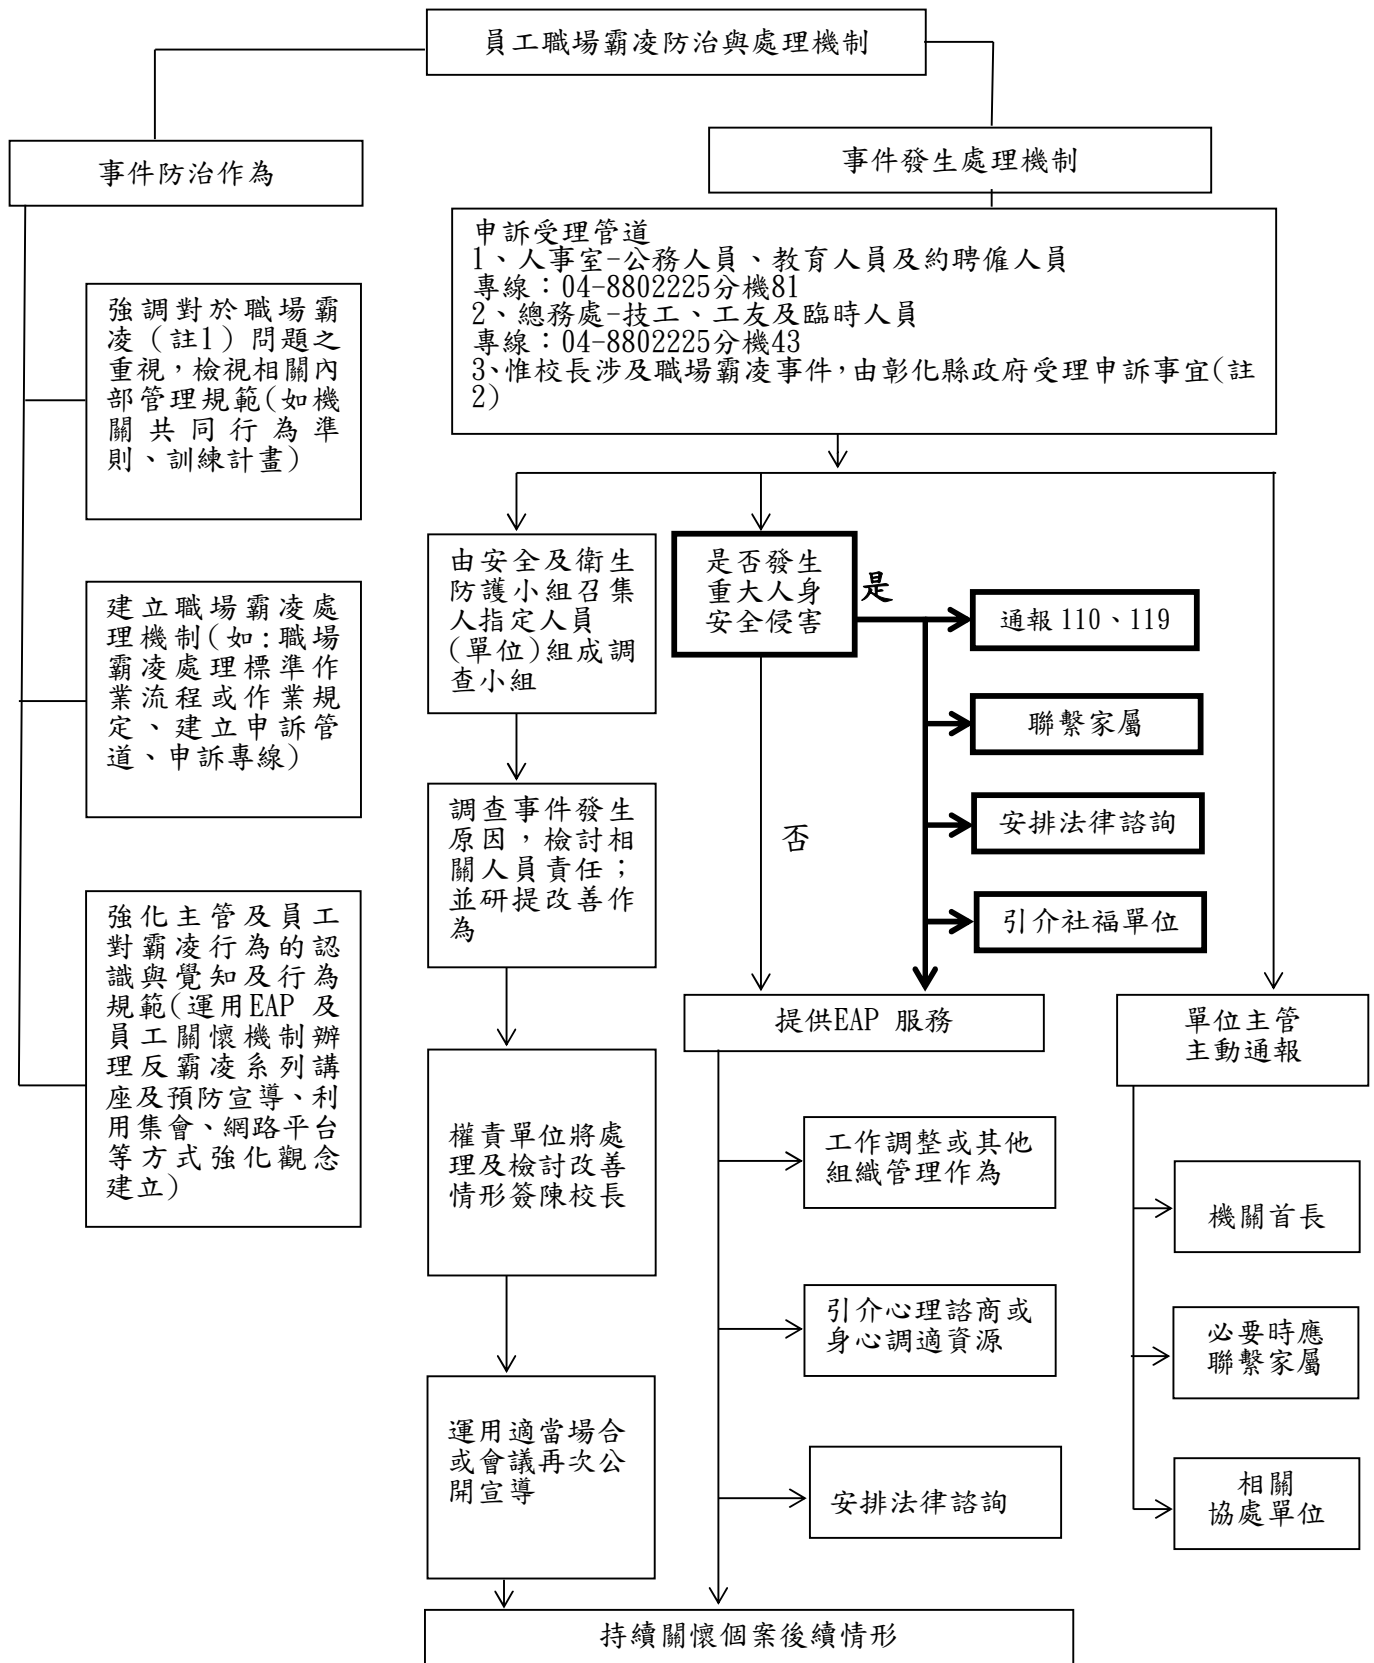 員工職場霸凌防治與處理機制
事件防治作為
強調對於職場霸
凌（註1）問題之
重視，檢視相關內
部管理規範(如機
關共同行為準
則、訓練計畫)
建立職場霸凌處
理機制(如:職場
霸凌處理標準作
業流程或作業規
定、建立申訴管
道、申訴專線)
強化主管及員工
對霸凌行為的認
識與覺知及行為
規範(運用EAP 及
員工關懷機制辦
理反霸凌系列講
座及預防宣導、利
用集會、網路平台
等方式強化觀念
建立)
事件發生處理機制
申訴受理管道
1、人事室-公務人員、教育人員及約聘僱人員
專線：04-8802225分機81
2、總務處-技工、工友及臨時人員
專線：04-8802225分機43
3、惟校長涉及職場霸凌事件，由彰化縣政府受理申訴事宜(註
2)
由安全及衛生
防護小組召集
人指定人員
(單位)組成調
查小組
調查事件發生
原因，檢討相
關人員責任；
並研提改善作
為
權責單位將處
理及檢討改善
情形簽陳校長
運用適當場合
或會議再次公
開宣導
是否發生
重大人身
安全侵害
是
通報 110、119
聯繫家屬
安排法律諮詢
引介社福單位
否
提供EAP 服務
工作調整或其他
組織管理作為
引介心理諮商或
身心調適資源
安排法律諮詢
單位主管
主動通報
機關首長
必要時應
聯繫家屬
相關
協處單位
持續關懷個案後續情形